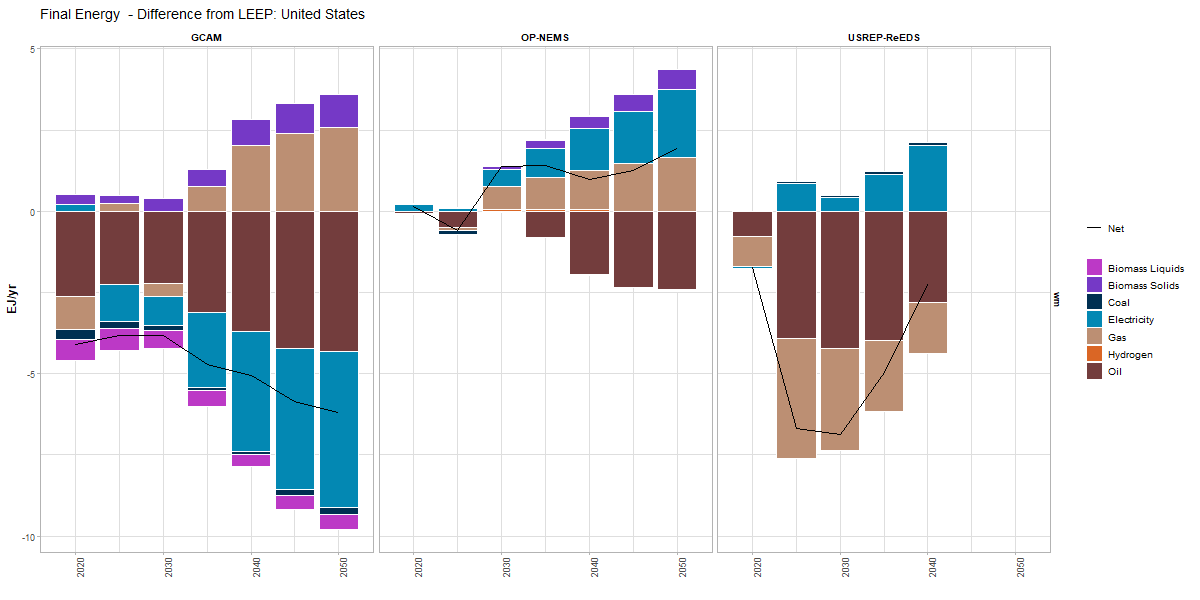 Final Energy  - Difference from LEEP: United States
GCAM
OP-NEMS
USREP-ReEDS
EJ/yr
5
0
-5
-10
2020
2030
2040
2050
2020
2030
2040
2050
2020
2030
2040
2050
wm
Net
Biomass Liquids
Biomass Solids
Coal
Electricity
Gas
Hydrogen
Oil